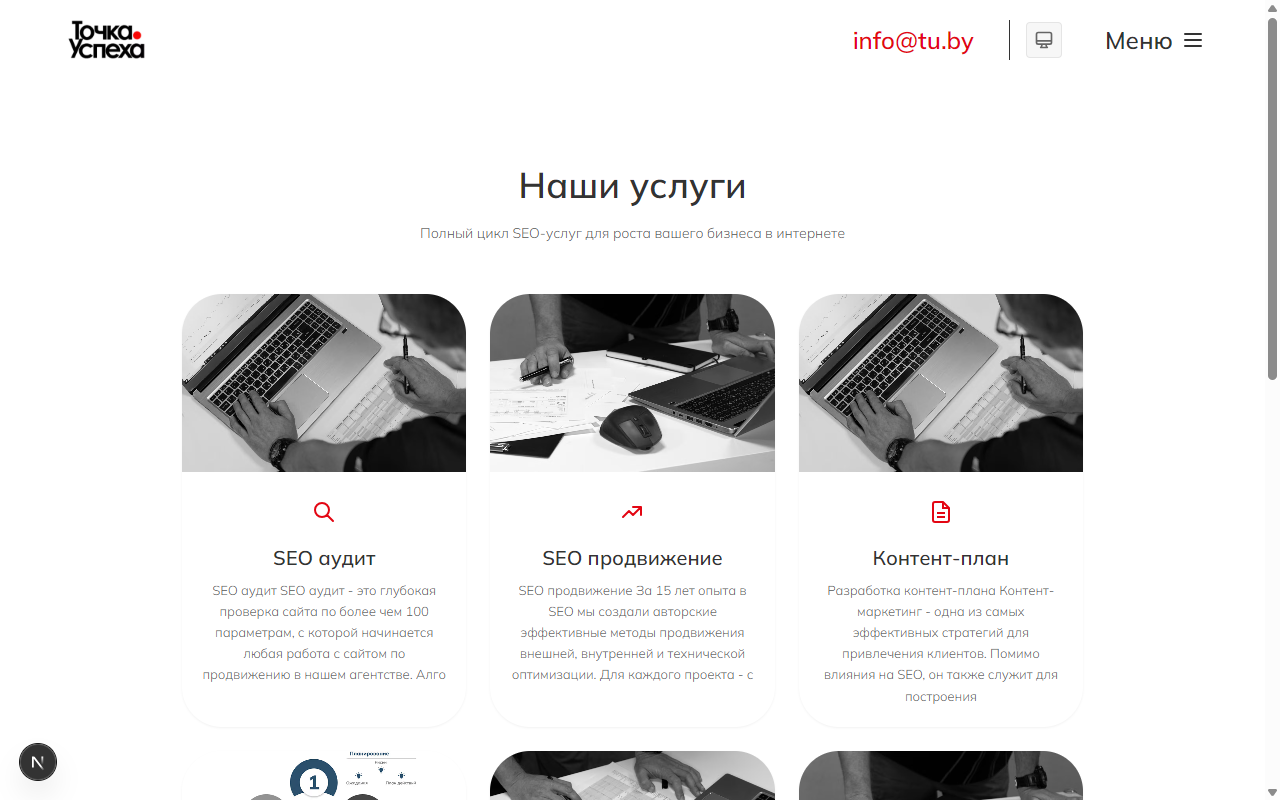 Точка
Успеха
info@tu.by
Меню
Наши услуги
Полный цикл SEO-услуг для роста вашего бизнеса в интернете
SEO аудит
SEO аудит SEO аудит - это глубокая
проверка сайта по более чем 100
параметрам, с которой начинается
любая работа с сайтом по
продвижению в нашем агентстве. Алго
SEO продвижение
SEO продвижение За 15 лет опыта в
SEO мы создали авторские
эффективные методы продвижения
внешней, внутренней и технической
оптимизации. Для каждого проекта - с
Контент-план
Разработка контент-плана Контент-
маркетинг - одна из самых
эффективных стратегий для
привлечения клиентов. Помимо
влияния на SEO, он также служит для
построения
Планирование
1
План действий
N